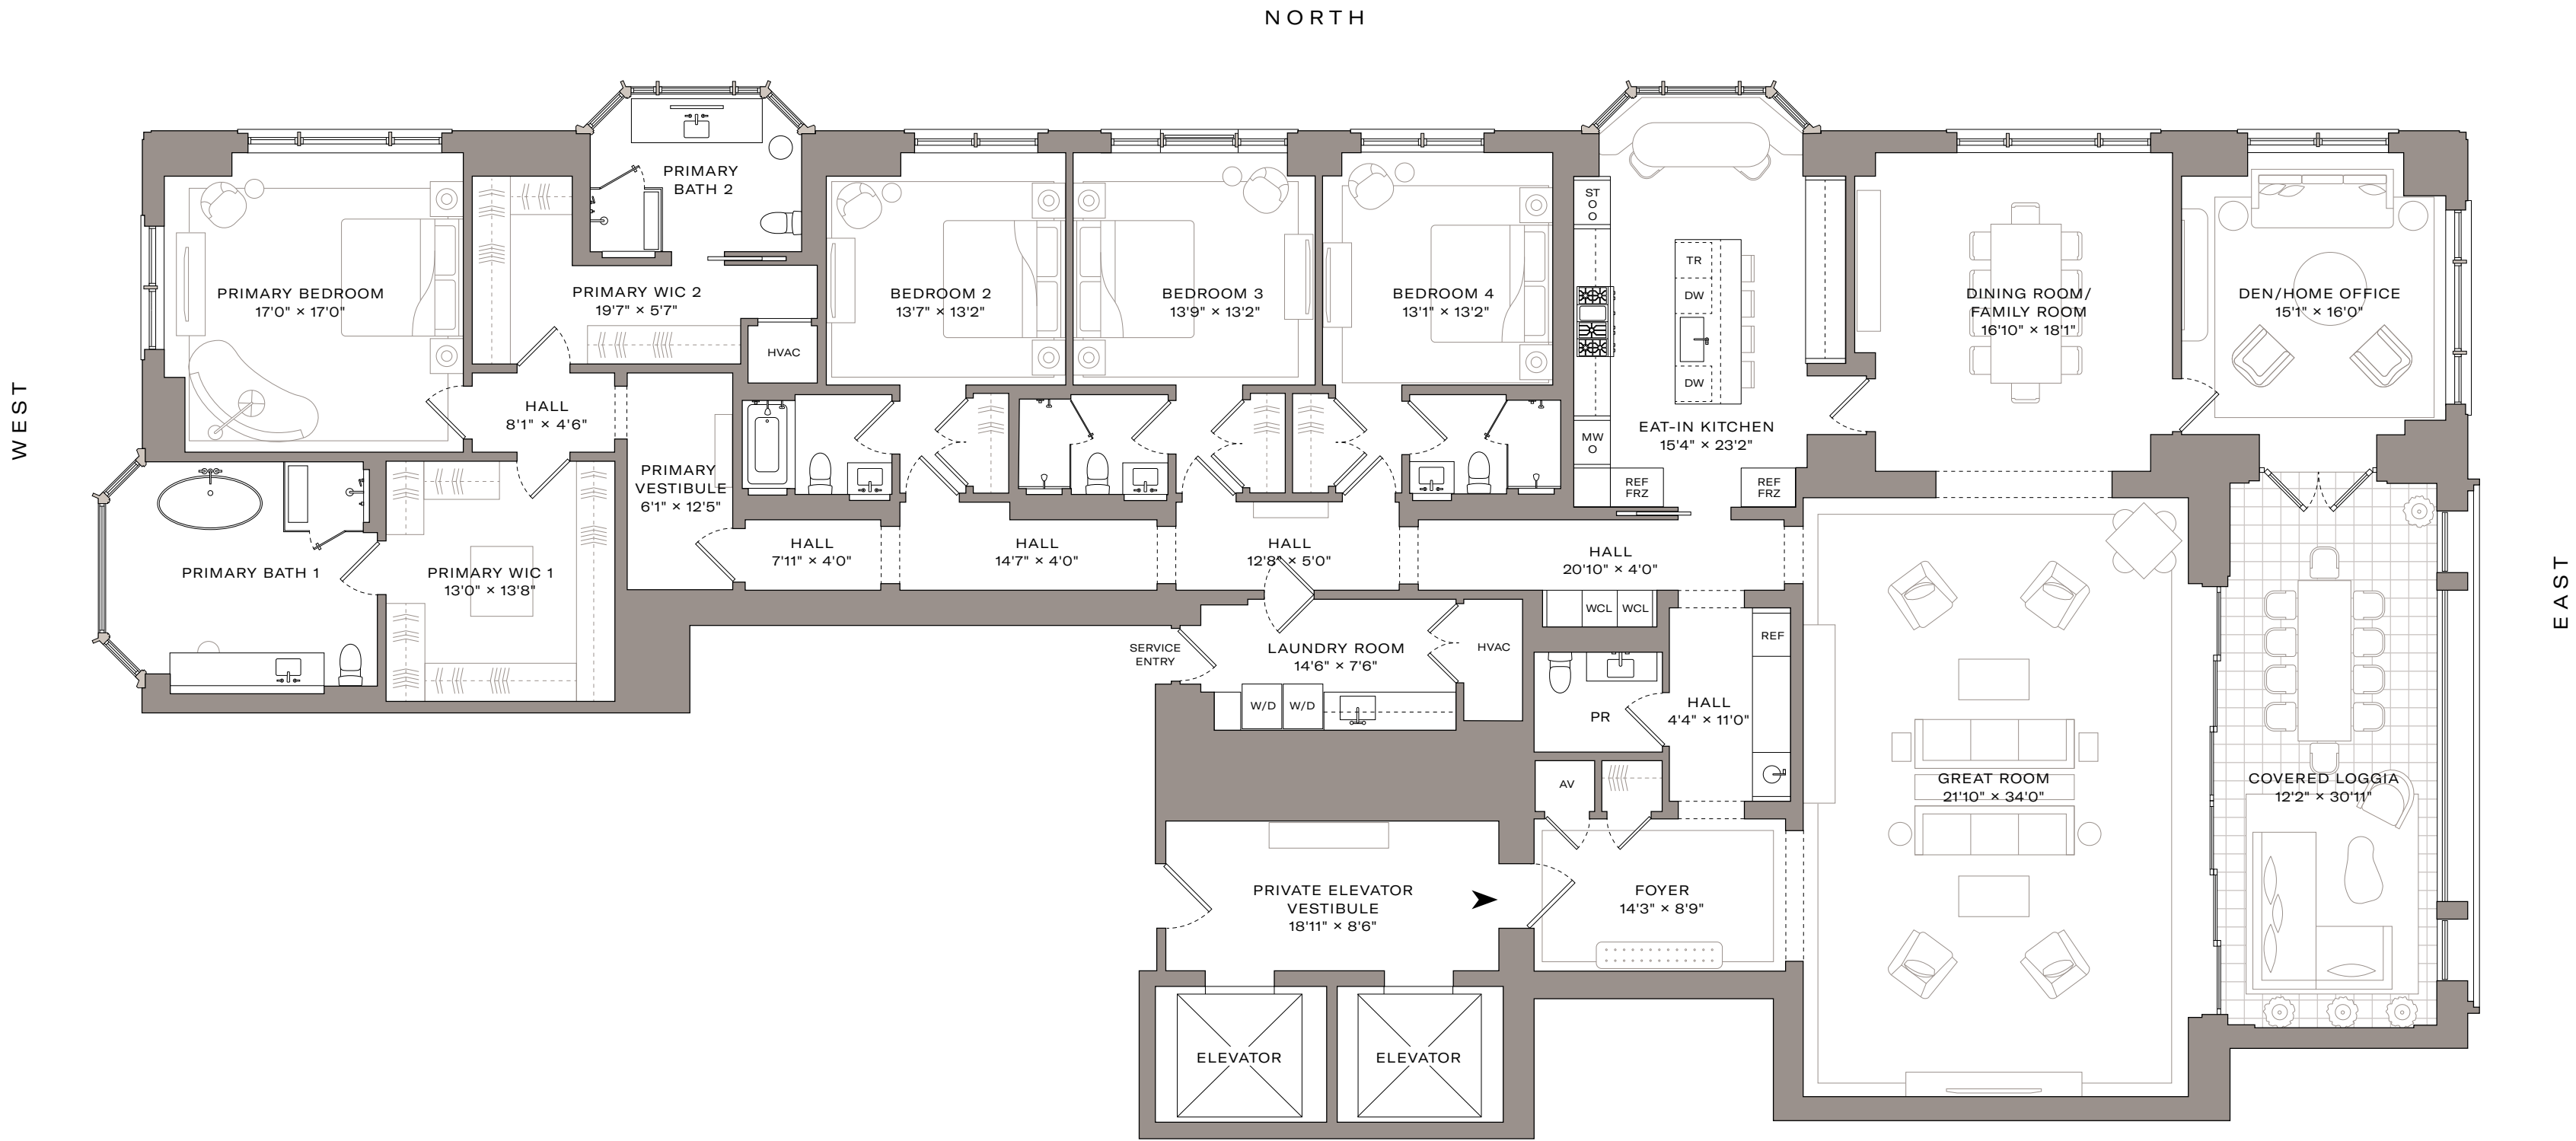 NORTH
WEST
EAST
PRIMARY BEDROOM
17'0" × 17'0"
PRIMARY
BATH 2
PRIMARY WIC 2
19'7" × 5'7"
HVAC
HALL
8'1" × 4'6"
PRIMARY
VESTIBULE
6'1" × 12'5"
PRIMARY BATH 1
PRIMARY WIC 1
13'0" × 13'8"
BEDROOM 2
13'7" × 13'2"
BEDROOM 3
13'9" × 13'2"
BEDROOM 4
13'1" × 13'2"
ST
O
O
MW
O
TR
DW
DW
EAT-IN KITCHEN
15'4" × 23'2"
REF
FRZ
REF
FRZ
DINING ROOM/
FAMILY ROOM
16'10" × 18'1"
DEN/HOME OFFICE
15'1" × 16'0"
HALL
7'11" × 4'0"
HALL
14'7" × 4'0"
HALL
12'8" × 5'0"
HALL
20'10" × 4'0"
WCL
WCL
SERVICE
ENTRY
LAUNDRY ROOM
14'6" × 7'6"
HVAC
W/D
W/D
PR
HALL
4'4" × 11'0"
REF
AV
GREAT ROOM
21'10" × 34'0"
COVERED LOGGIA
12'2" × 30'11"
PRIVATE ELEVATOR
VESTIBULE
18'11" × 8'6"
FOYER
14'3" × 8'9"
ELEVATOR
ELEVATOR